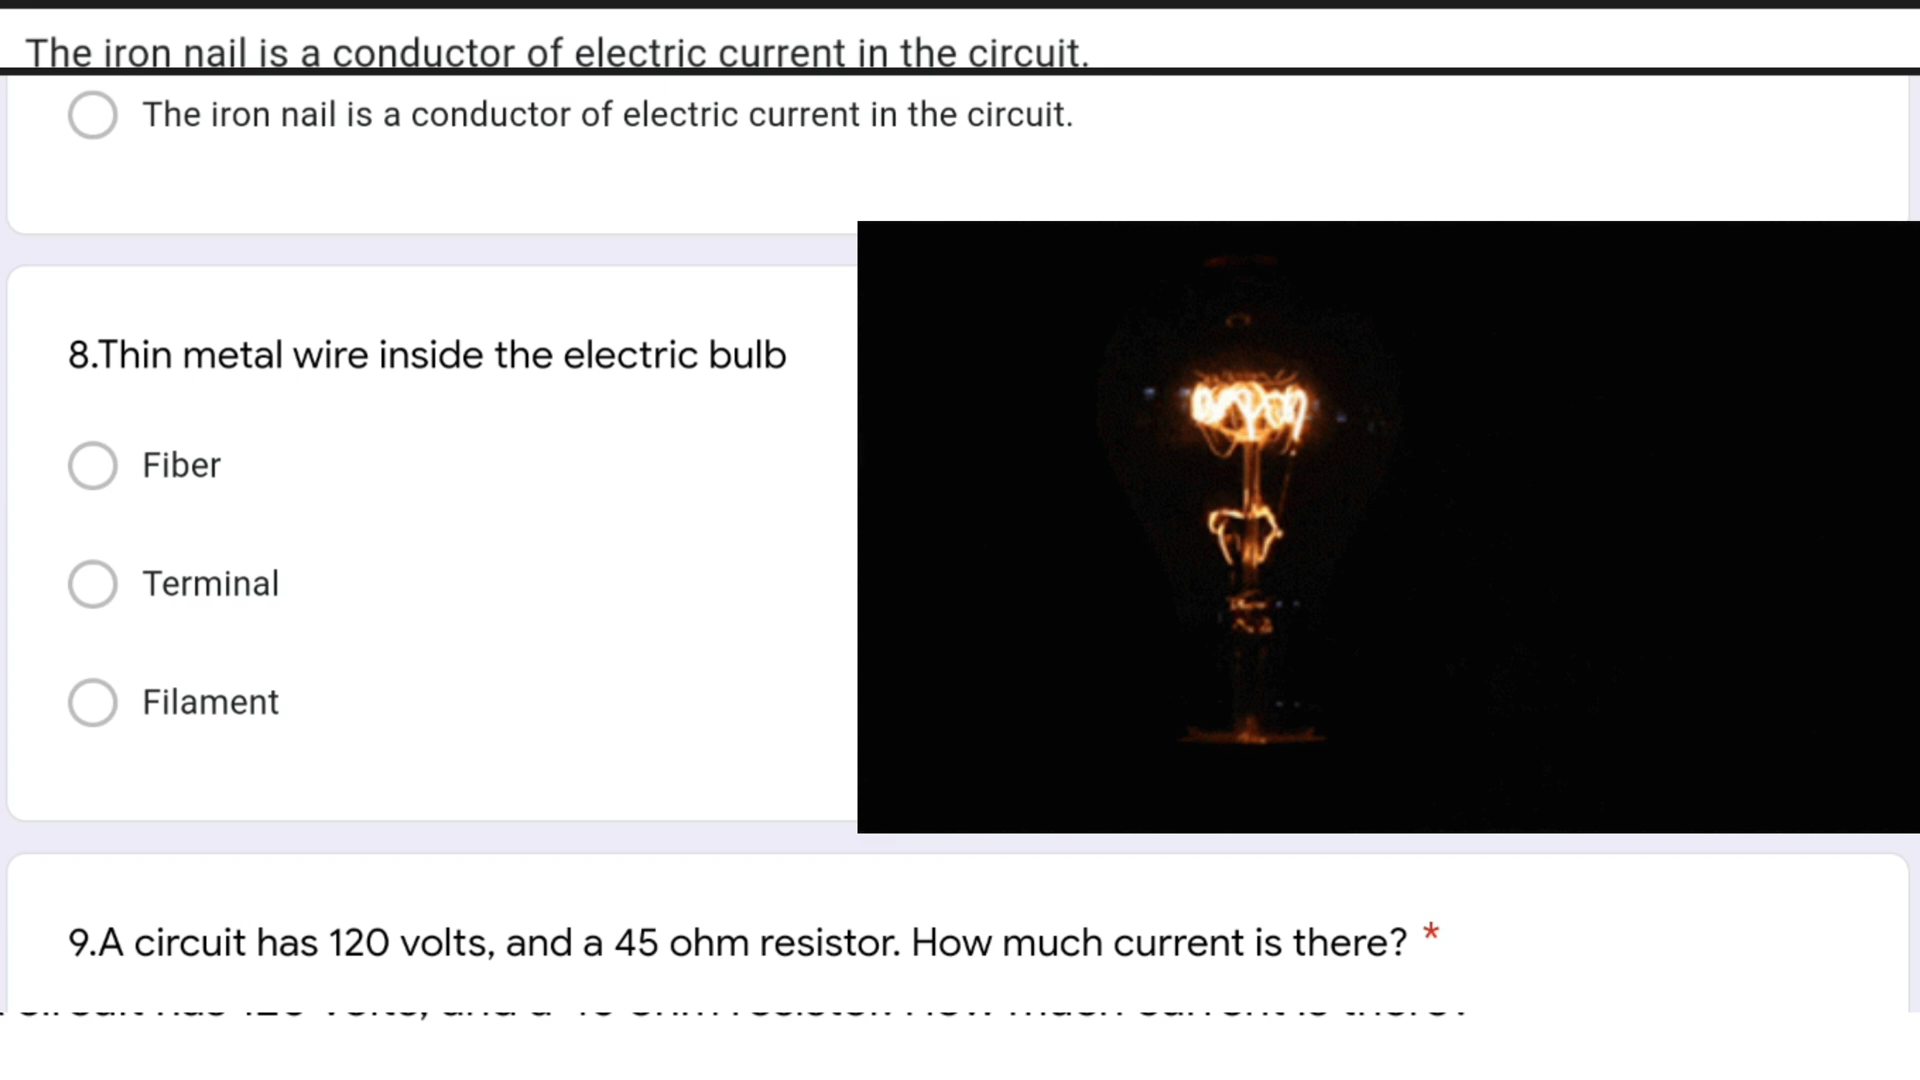 The iron nail is a conductor of electric current in the circuit.
The iron nail is a conductor of electric current in the circuit.
8.Thin metal wire inside the electric bulb
Fiber
Terminal
Filament
9.A circuit has 120 volts, and a 45 ohm resistor. How much current is there? *